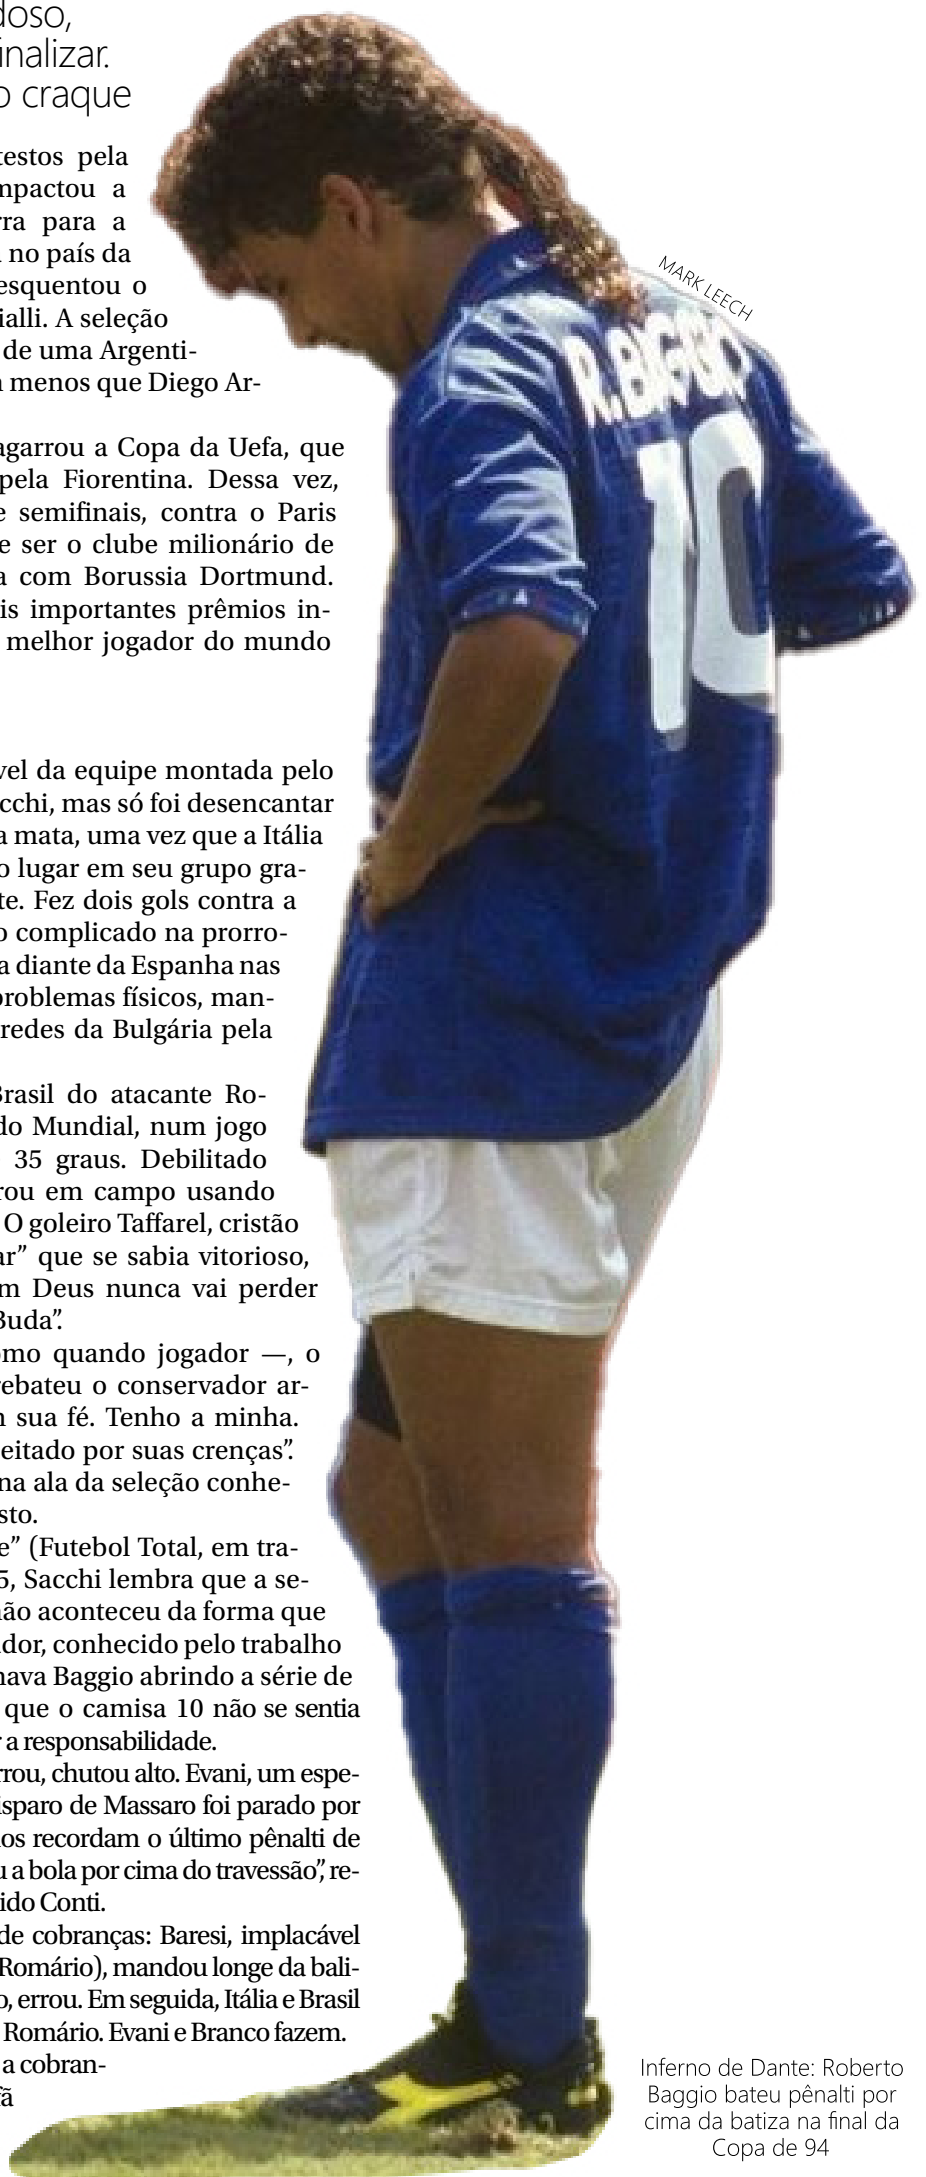 doso,
inalizar.
o craque
testos pela
mpactou a
rra para a
no país da
esquentou o
ialli. A seleção
de uma Argenti-
menos que Diego Ar-
agarrou a Copa da Uefa, que
pela Fiorentina. Dessa vez,
e semifinais, contra o Paris
e ser o clube milionário de
a com Borussia Dortmund.
is importantes prêmios in-
melhor jogador do mundo
vel da equipe montada pelo
cchi, mas só foi desencantar
a mata, uma vez que a Itália
o lugar em seu grupo gra-
te. Fez dois gols contra a
o complicado na prorro-
a diante da Espanha nas
problemas físicos, man-
redes da Bulgária pela
Brasil do atacante Ro-
do Mundial, num jogo
35 graus. Debilitado
rou em campo usando
O goleiro Taffarel, cristão
ar” que se sabia vitorioso,
m Deus nunca vai perder
Buda”.
omo quando jogador —, o
rebateu o conservador ar-
n sua fé. Tenho a minha.
eitado por suas crenças”.
na ala da seleção conhe-
sto.
e” (Futebol Total, em tra-
5, Sacchi lembra que a se-
não aconteceu da forma que
dor, conhecido pelo trabalho
nava Baggio abrindo a série de
que o camisa 10 não se sentia
r a responsabilidade.
rrou, chutou alto. Evani, um espe-
isparo de Massaro foi parado por
os recordam o último pênalti de
u a bola por cima do travessão”, re-
ido Conti.
de cobranças: Baresi, implacável
Romário), mandou longe da bali-
o, errou. Em seguida, Itália e Brasil
Romário. Evani e Branco fazem.
a cobran-
fã
MARK LEECH
R.BAGGIO
10
Inferno de Dante: Roberto
Baggio bateu pênalti por
cima da batiza na final da
Copa de 94